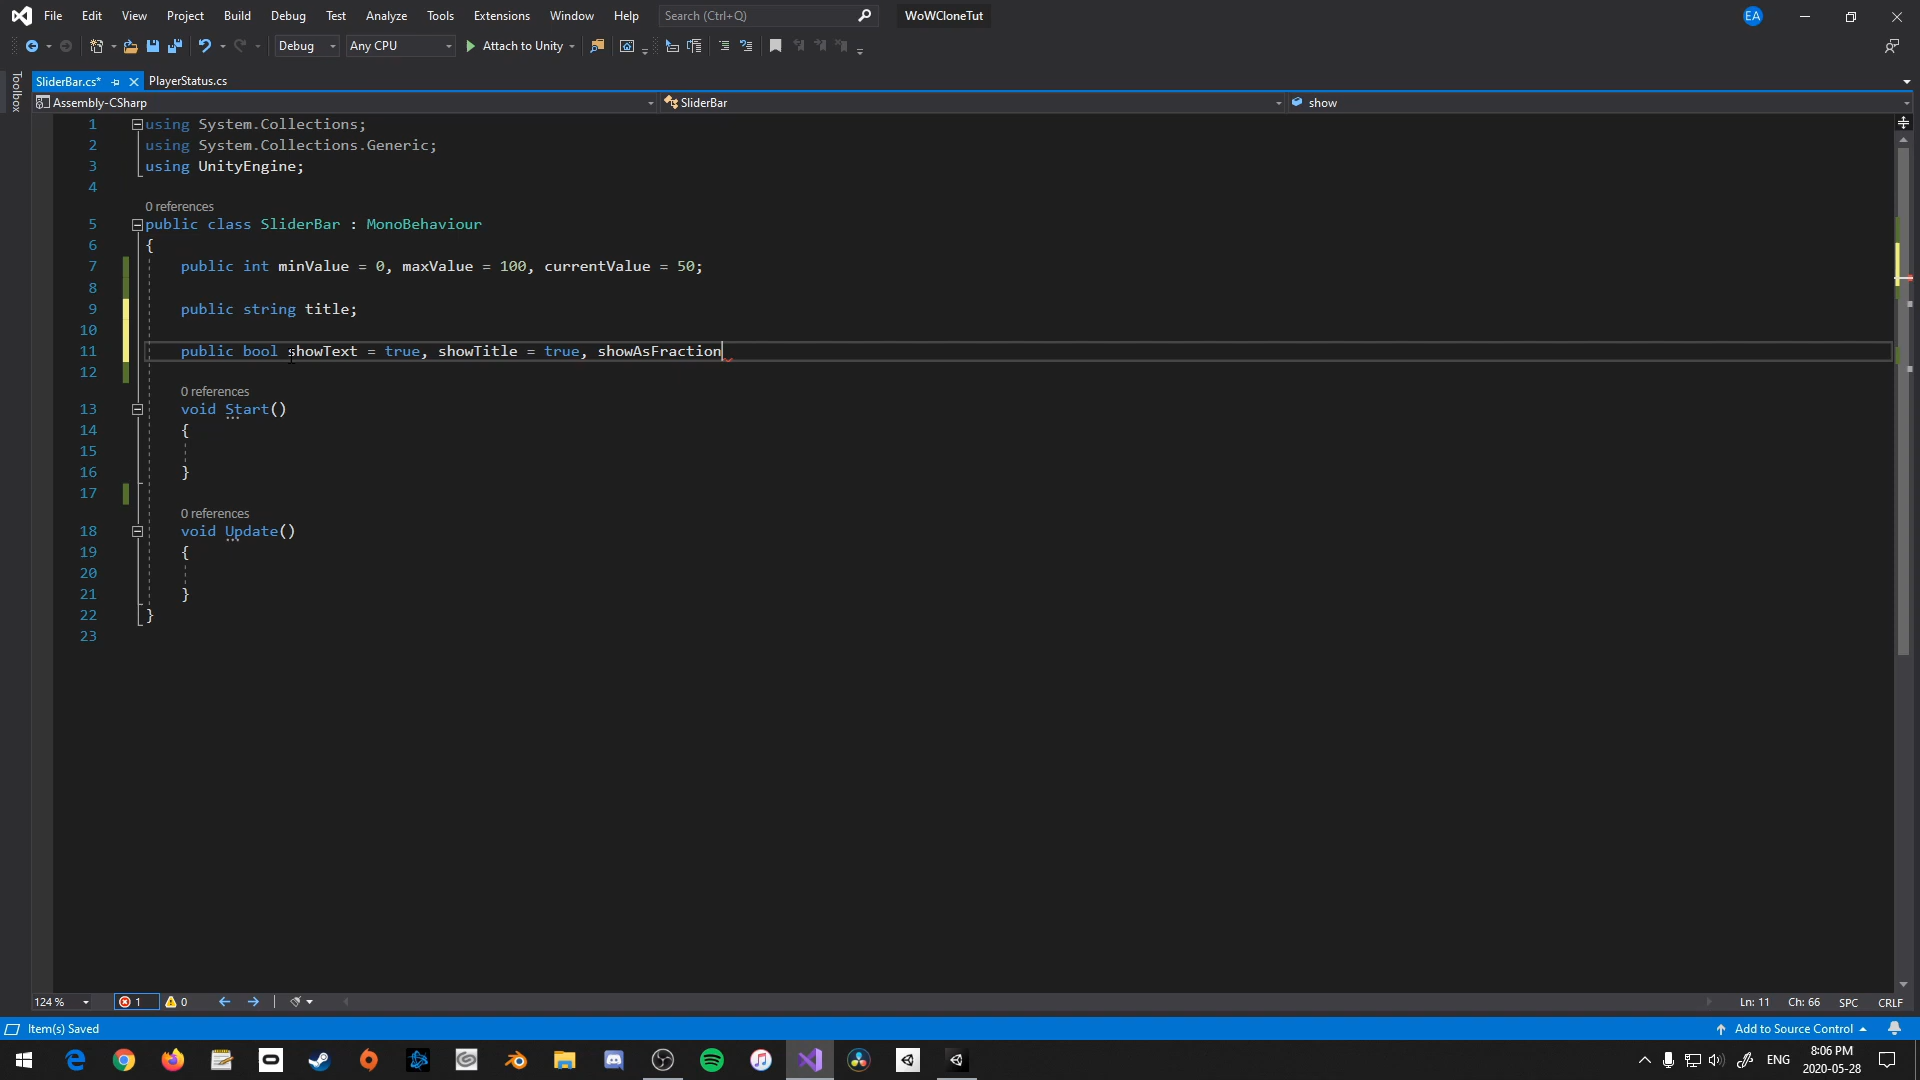 File Edit View Project Build Debug Test Analyze Tools Extensions Window Help Search (Ctrl+Q) WoWCloneTut EA
Debug Any CPU Attach to Unity
SliderBar.cs* PlayerStatus.cs
Toolbox
Assembly-CSharp SliderBar show
1 using System.Collections;
2 using System.Collections.Generic;
3 using UnityEngine;
4
0 references
5 public class SliderBar : MonoBehaviour
6 {
7 public int minValue = 0, maxValue = 100, currentValue = 50;
8
9 public string title;
10
11 public bool showText = true, showTitle = true, showAsFraction
12
0 references
13 void Start()
14 {
15
16 }
17
0 references
18 void Update()
19 {
20
21 }
22 }
23
124 % 1 0 Ln: 11 Ch: 66 SPC CRLF
Item(s) Saved Add to Source Control
ENG 8:06 PM
2020-05-28